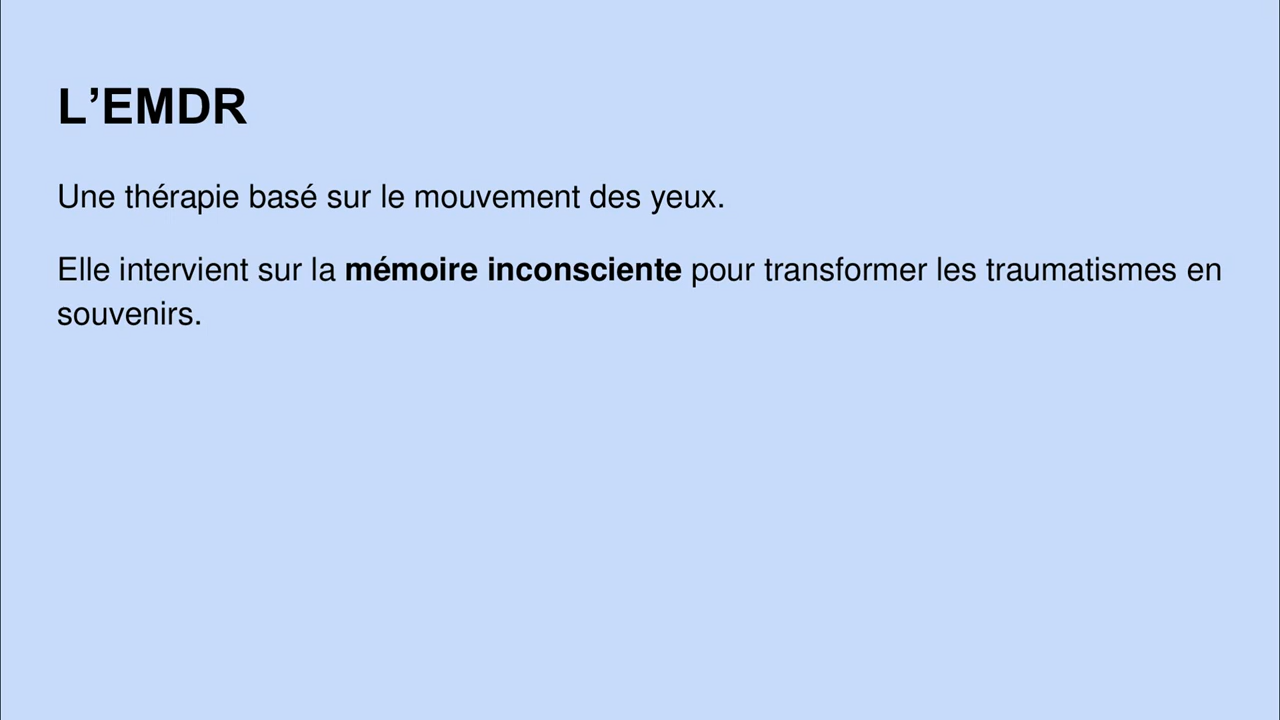 L’EMDR
Une thérapie basé sur le mouvement des yeux.
Elle intervient sur la mémoire inconsciente pour transformer les traumatismes en
souvenirs.